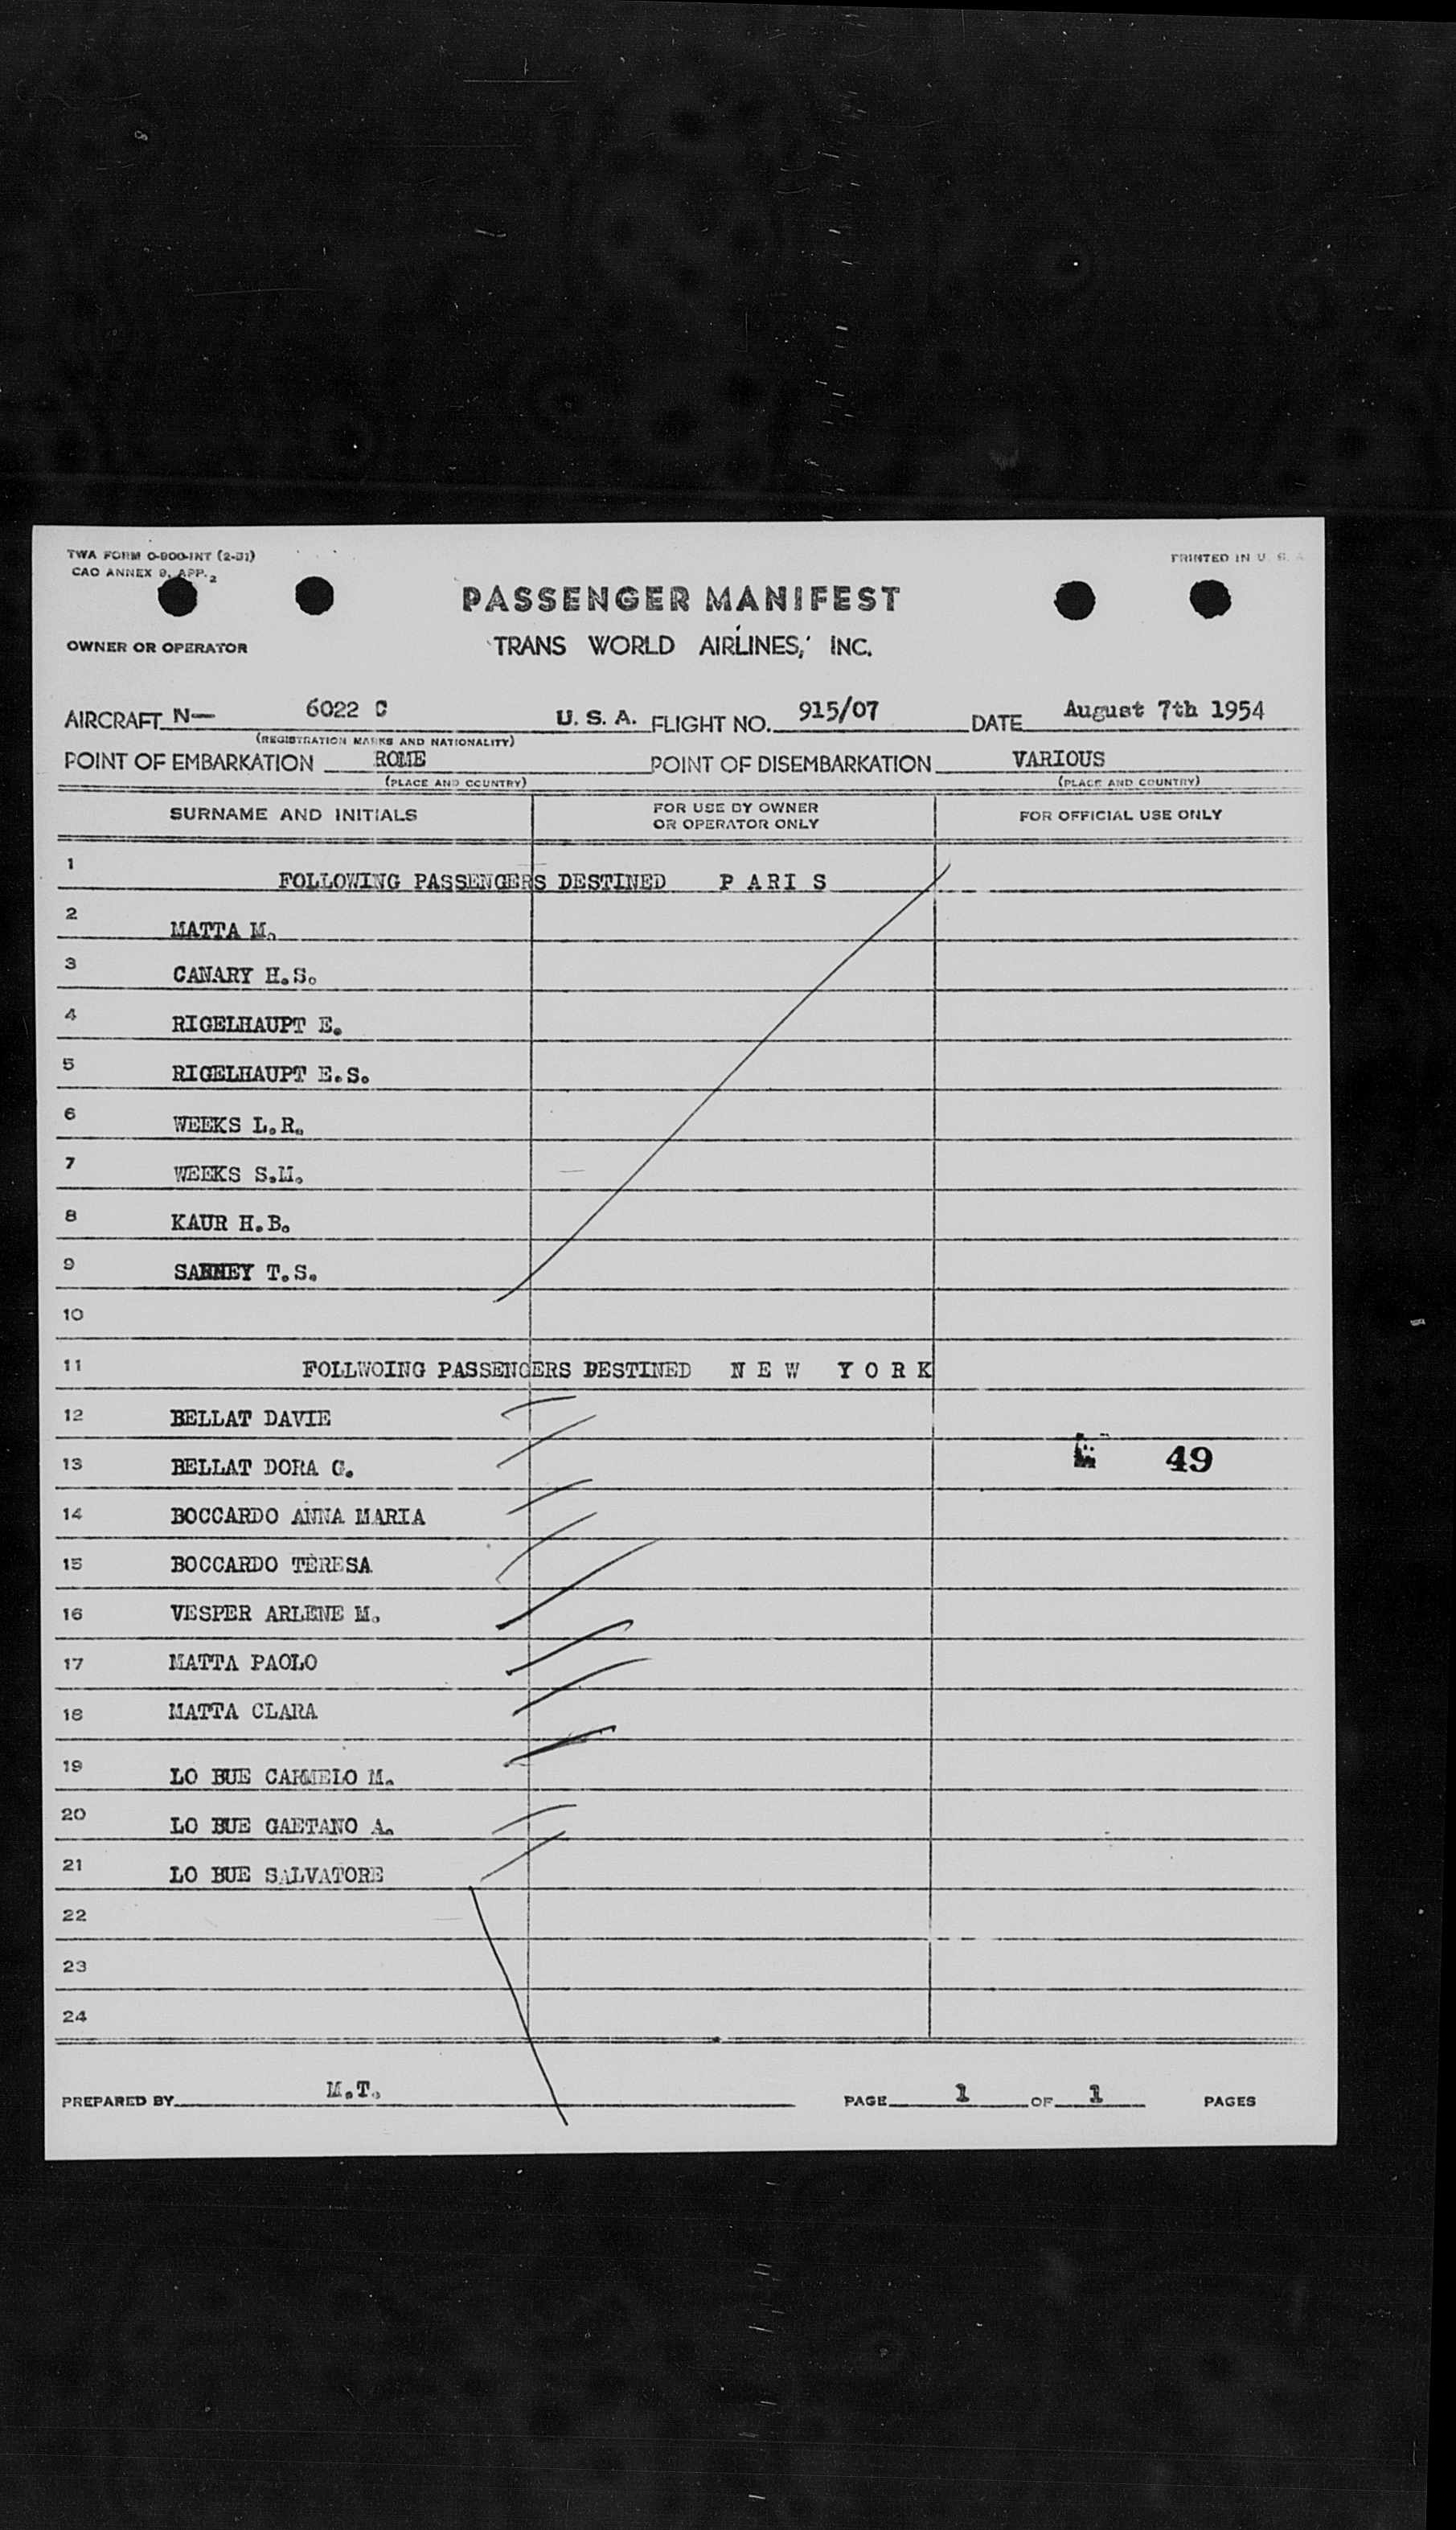 TWA FORM O-900-INT (2-51)
CAO ANNEX 9, APP. 2
PRINTED IN U. S. A
PASSENGER MANIFEST
OWNER OR OPERATOR TRANS WORLD AIRLINES, INC.
AIRCRAFT N— 6022 C U. S. A. FLIGHT NO. 915/07 DATE August 7th 1954
(REGISTRATION MARKS AND NATIONALITY)
POINT OF EMBARKATION ROME POINT OF DISEMBARKATION VARIOUS
(PLACE AND COUNTRY) (PLACE AND COUNTRY)
SURNAME AND INITIALS FOR USE BY OWNER OR OPERATOR ONLY FOR OFFICIAL USE ONLY
1 FOLLOWING PASSENGERS DESTINED P ARI S
2 MATTA M.
3 CANARY H.S.
4 RIGELHAUPT E.
5 RIGELHAUPT E.S.
6 WEEKS L.R.
7 WEEKS S.M.
8 KAUR H.B.
9 T.S.
10
11 FOLLWOING PASSENGERS DESTINED N E W Y O R K
12 BELLAT DAVIE
13 BELLAT DORA G. 49
14 BOCCARDO ANNA MARIA
15 BOCCARDO TERESA
16 VESPER ARLENE M.
17 MATTA PAOLO
18 MATTA CLARA
19 LO BUE CARMELO M.
20 LO BUE GAETANO A.
21 LO BUE SALVATORE
22
23
24
PREPARED BY M.T. PAGE 1 OF 1 PAGES